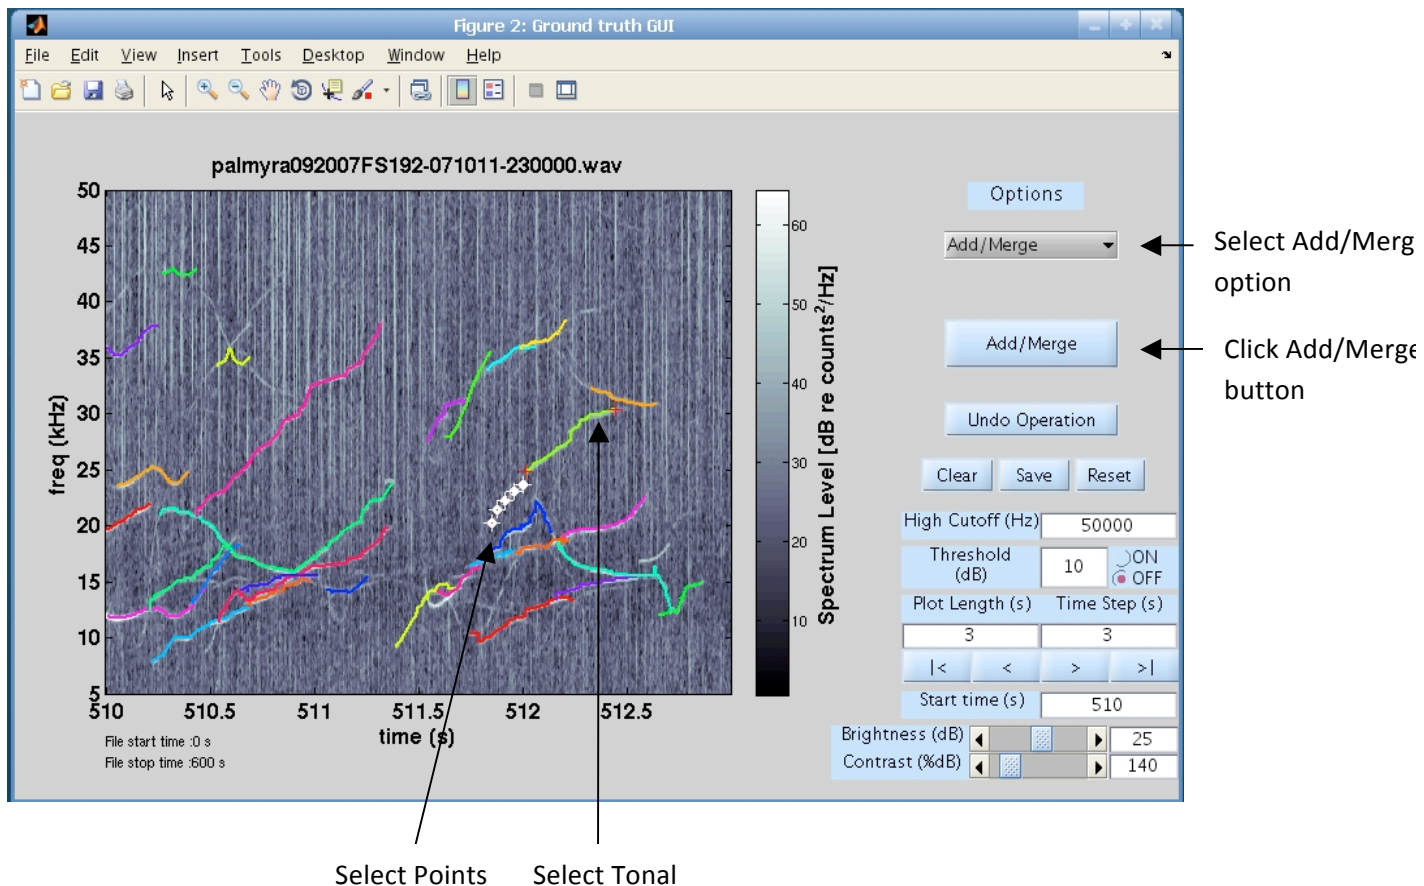 Figure 2: Ground truth GUI
File Edit View Insert Tools Desktop Window Help
palmyra092007FS192-071011-230000.wav
50
45
40
35
30
25
20
15
10
5
freq (kHz)
510 510.5 511 511.5 512 512.5
time (s)
File start time :0 s
File stop time :600 s
60
50
40
30
20
10
Spectrum Level [dB re counts²/Hz]
Options
Add/Merge
Add/Merge
Undo Operation
Clear Save Reset
High Cutoff (Hz) 50000
Threshold
(dB)
10
ON
OFF
Plot Length (s) Time Step (s)
3 3
|< < > >|
Start time (s) 510
Brightness (dB) 25
Contrast (%dB) 140
Select Add/Merg
option
Click Add/Merge
button
Select Points Select Tonal